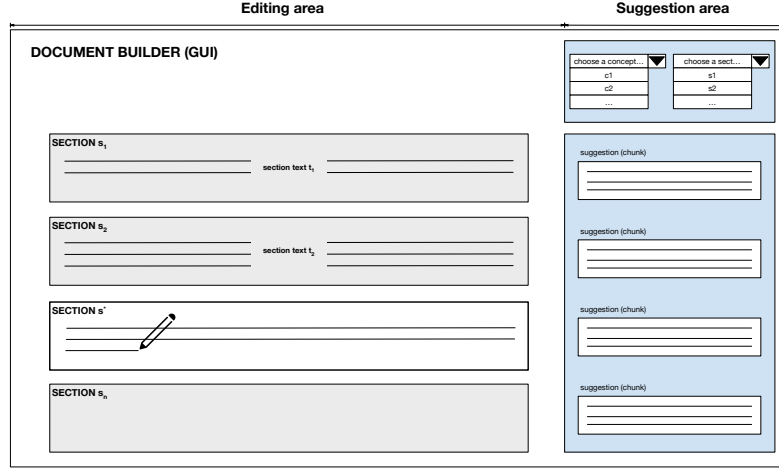 Editing area
Suggestion area
DOCUMENT BUILDER (GUI)
choose a concept...
c1
c2
...
choose a sect...
s1
s2
...
SECTION s₁
section text t₁
SECTION s₂
section text t₂
SECTION s*
SECTION sₙ
suggestion (chunk)
suggestion (chunk)
suggestion (chunk)
suggestion (chunk)